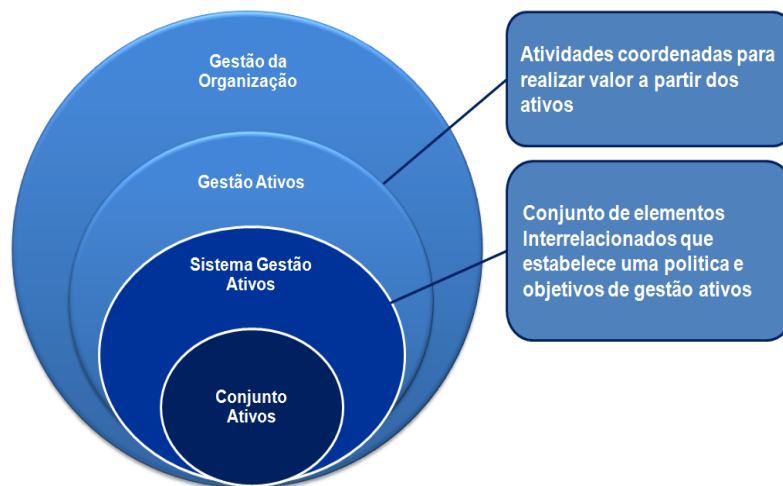 Gestão da
Organização
Gestão Ativos
Sistema Gestão
Ativos
Conjunto
Ativos
Atividades coordenadas para
realizar valor a partir dos
ativos
Conjunto de elementos
Interrelacionados que
estabelece uma politica e
objetivos de gestão ativos